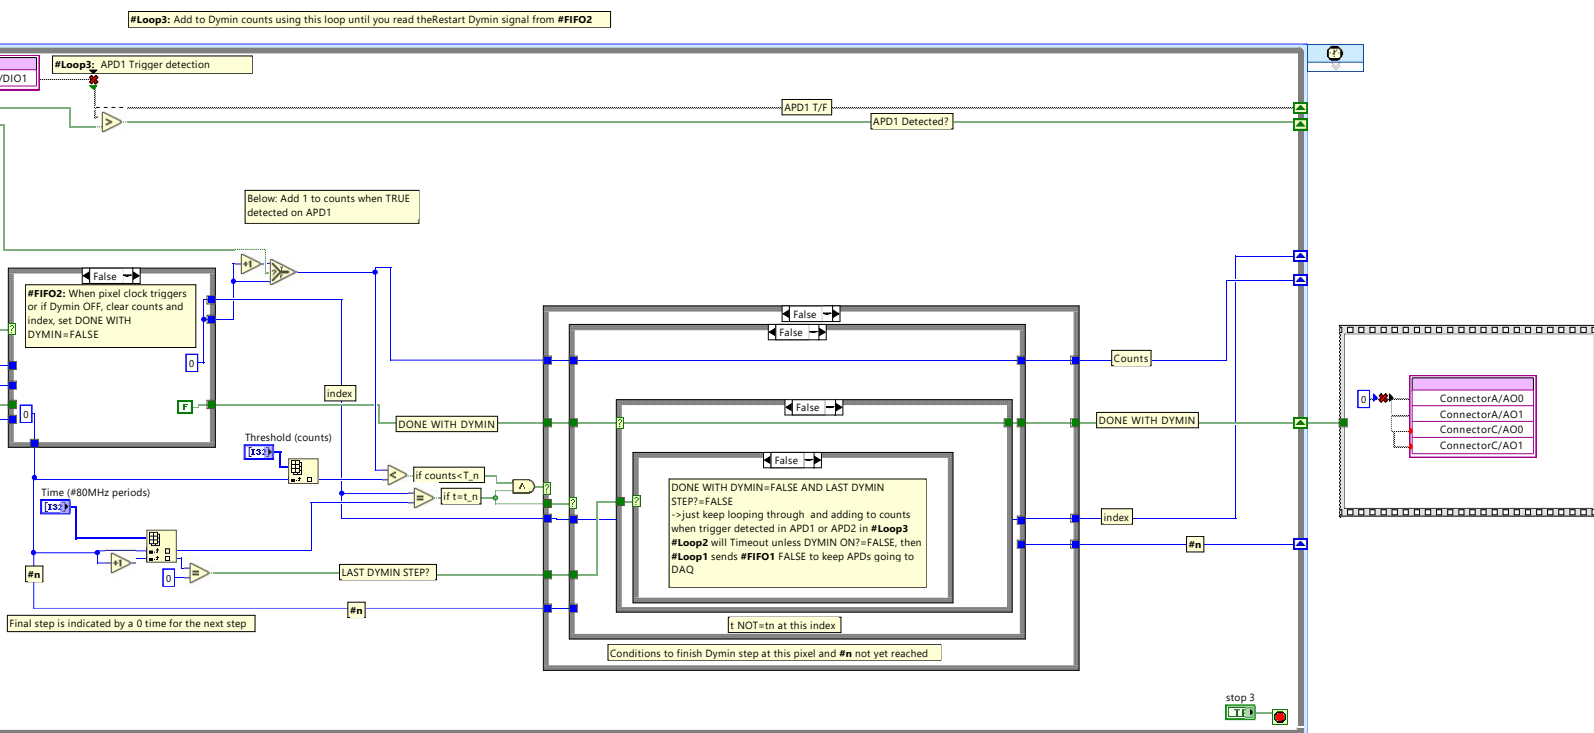 #Loop3: Add to Dymin counts using this loop until you read theRestart Dymin signal from #FIFO2
#Loop3: APD1 Trigger detection
/DIO1
APD1 T/F
>
APD1 Detected?
Below: Add 1 to counts when TRUE
detected on APD1
+1
?
False
#FIFO2: When pixel clock triggers
or if Dymin OFF, clear counts and
index, set DONE WITH
DYMIN=FALSE
?
0
0
F
index
DONE WITH DYMIN
Threshold (counts)
[I32]
<
if counts<T_n
=
if t=t_n
Time (#80MHz periods)
[I32]
+1
0
=
LAST DYMIN STEP?
#n
#n
Final step is indicated by a 0 time for the next step
False
False
Counts
False
?
DONE WITH DYMIN
False
?
?
?
DONE WITH DYMIN=FALSE AND LAST DYMIN
STEP?=FALSE
->just keep looping through and adding to counts
when trigger detected in APD1 or APD2 in #Loop3
#Loop2 will Timeout unless DYMIN ON?=FALSE, then
#Loop1 sends #FIFO1 FALSE to keep APDs going to
DAQ
index
#n
t NOT=tn at this index
Conditions to finish Dymin step at this pixel and #n not yet reached
0
ConnectorA/AO0
ConnectorA/AO1
ConnectorC/AO0
ConnectorC/AO1
stop 3
TF